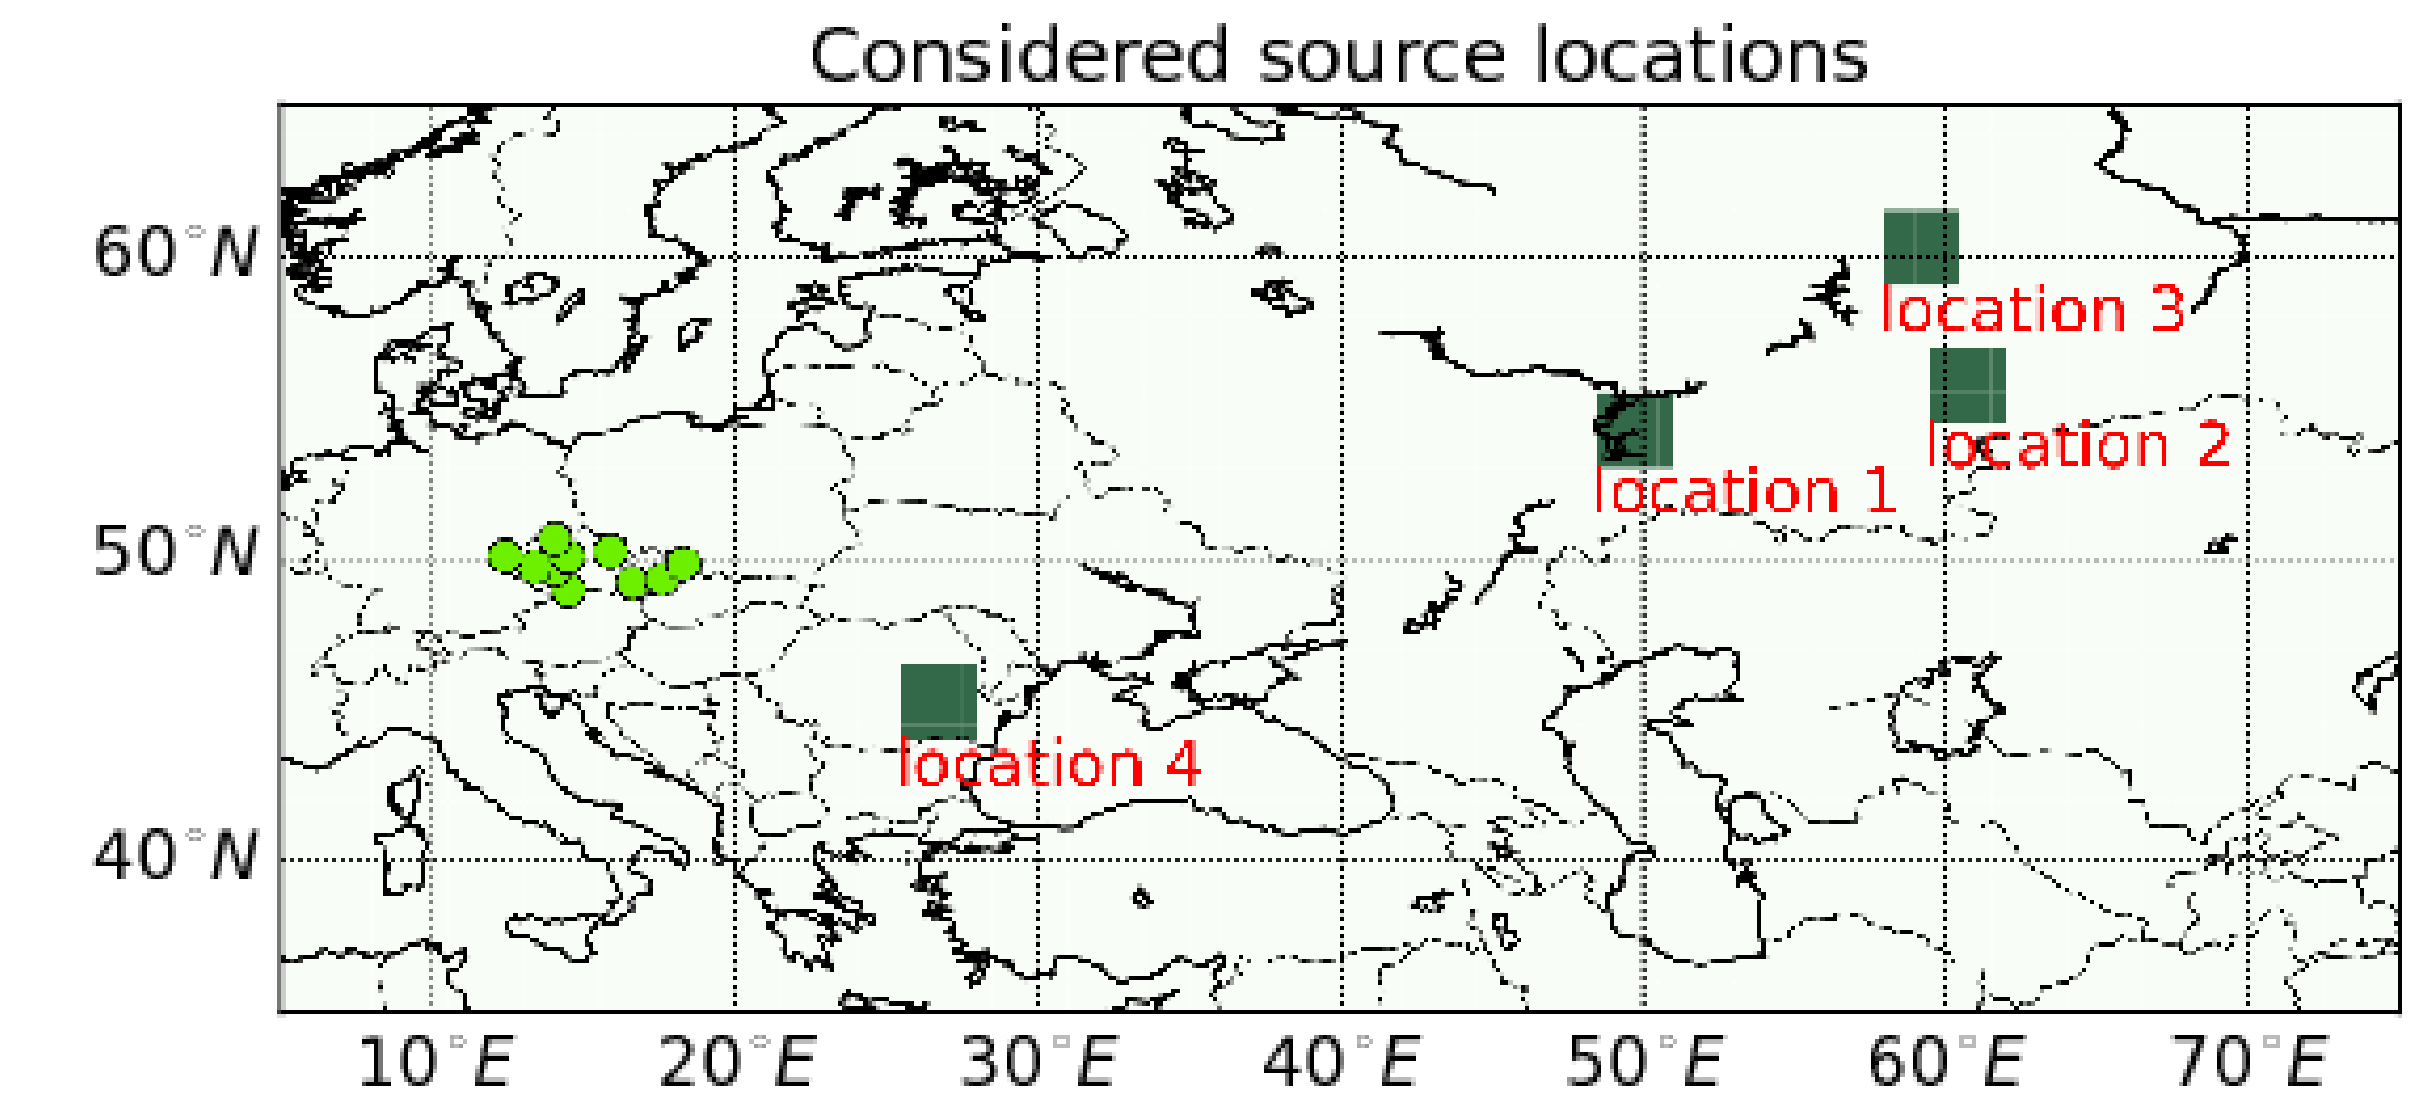 Considered source locations
60°N
location 3
location 2
location 1
50°N
location 4
40°N
10°E 20°E 30°E 40°E 50°E 60°E 70°E